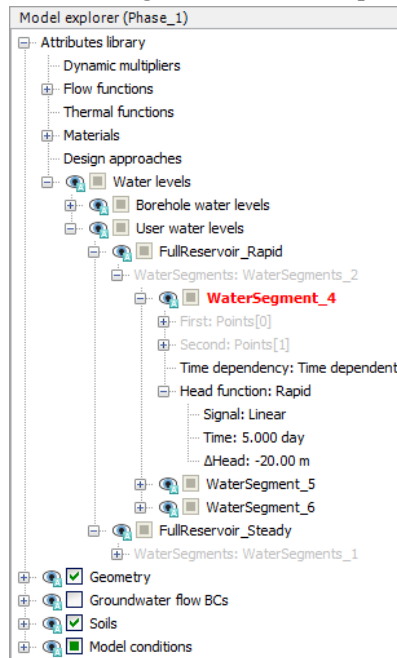 Model explorer (Phase_1)
Attributes library
Dynamic multipliers
Flow functions
Thermal functions
Materials
Design approaches
Water levels
Borehole water levels
User water levels
FullReservoir_Rapid
WaterSegments: WaterSegments_2
WaterSegment_4
First: Points[0]
Second: Points[1]
Time dependency: Time dependent
Head function: Rapid
Signal: Linear
Time: 5.000 day
ΔHead: -20.00 m
WaterSegment_5
WaterSegment_6
FullReservoir_Steady
WaterSegments: WaterSegments_1
Geometry
Groundwater flow BCs
Soils
Model conditions